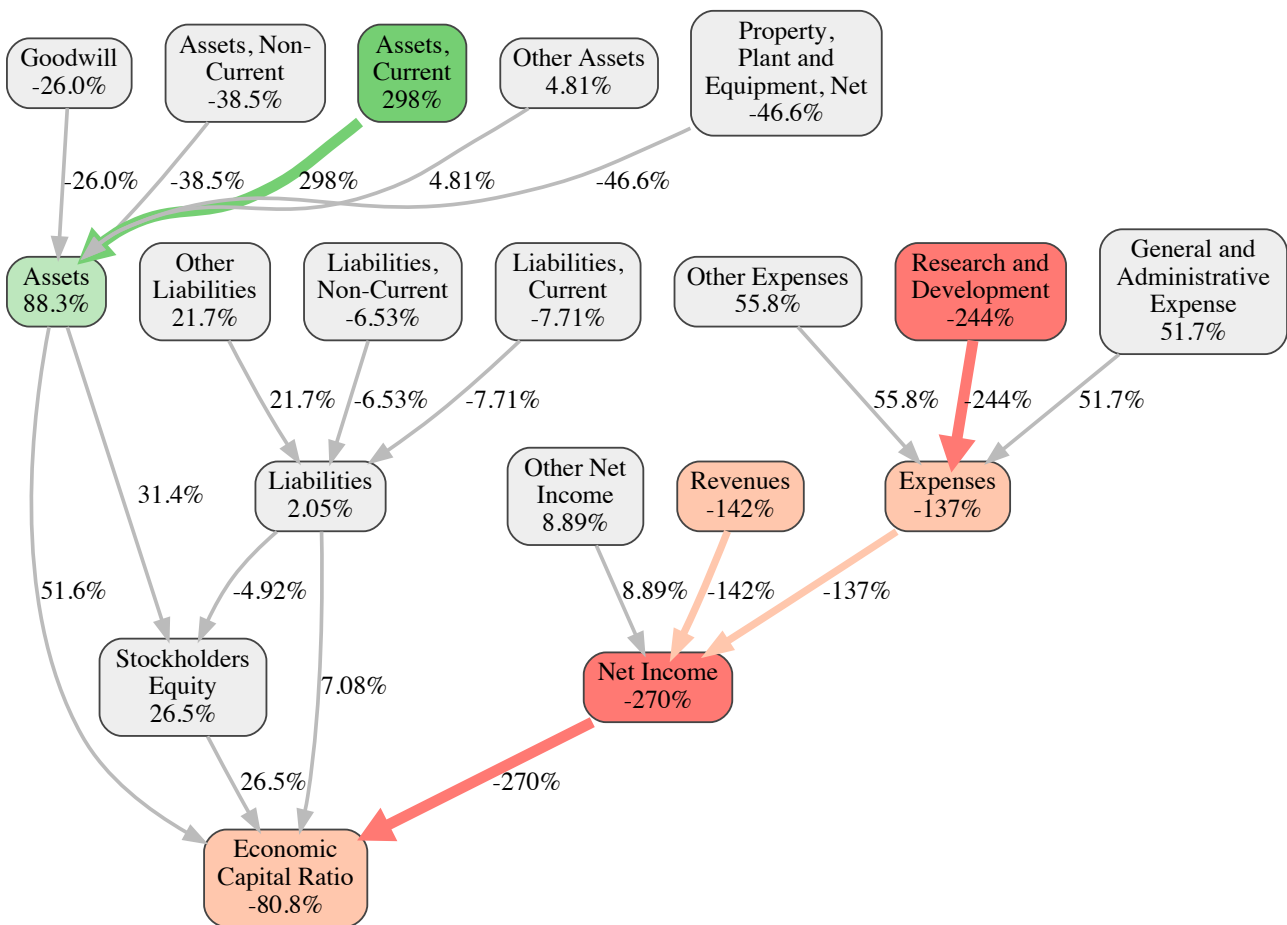 Goodwill
-26.0%
Assets, Non-
Current
-38.5%
Assets,
Current
298%
Other Assets
4.81%
Property,
Plant and
Equipment, Net
-46.6%
-26.0%
-38.5%
298%
4.81%
-46.6%
Assets
88.3%
Other
Liabilities
21.7%
Liabilities,
Non-Current
-6.53%
Liabilities,
Current
-7.71%
Other Expenses
55.8%
Research and
Development
-244%
General and
Administrative
Expense
51.7%
21.7%
-6.53%
-7.71%
55.8%
-244%
51.7%
31.4%
Liabilities
2.05%
Other Net
Income
8.89%
Revenues
-142%
Expenses
-137%
51.6%
-4.92%
8.89%
-142%
-137%
Stockholders
Equity
26.5%
7.08%
Net Income
-270%
26.5%
-270%
Economic
Capital Ratio
-80.8%